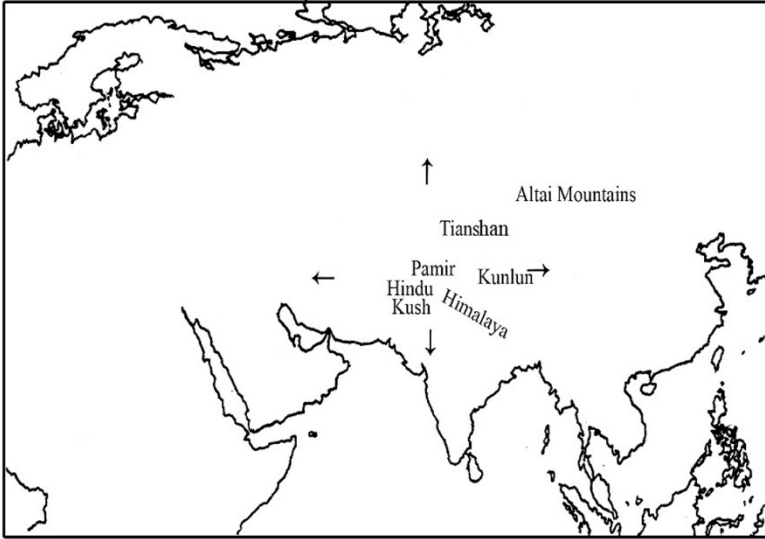 Altai Mountains
Tianshan
Pamir
Kunlun
Hindu
Kush
Himalaya